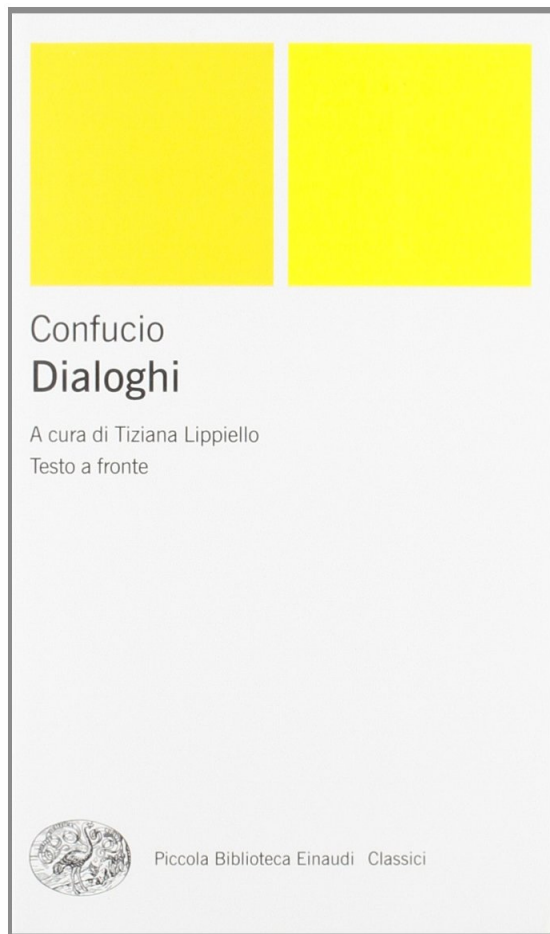 Confucio
Dialoghi
A cura di Tiziana Lippiello
Testo a fronte
Piccola Biblioteca Einaudi Classici